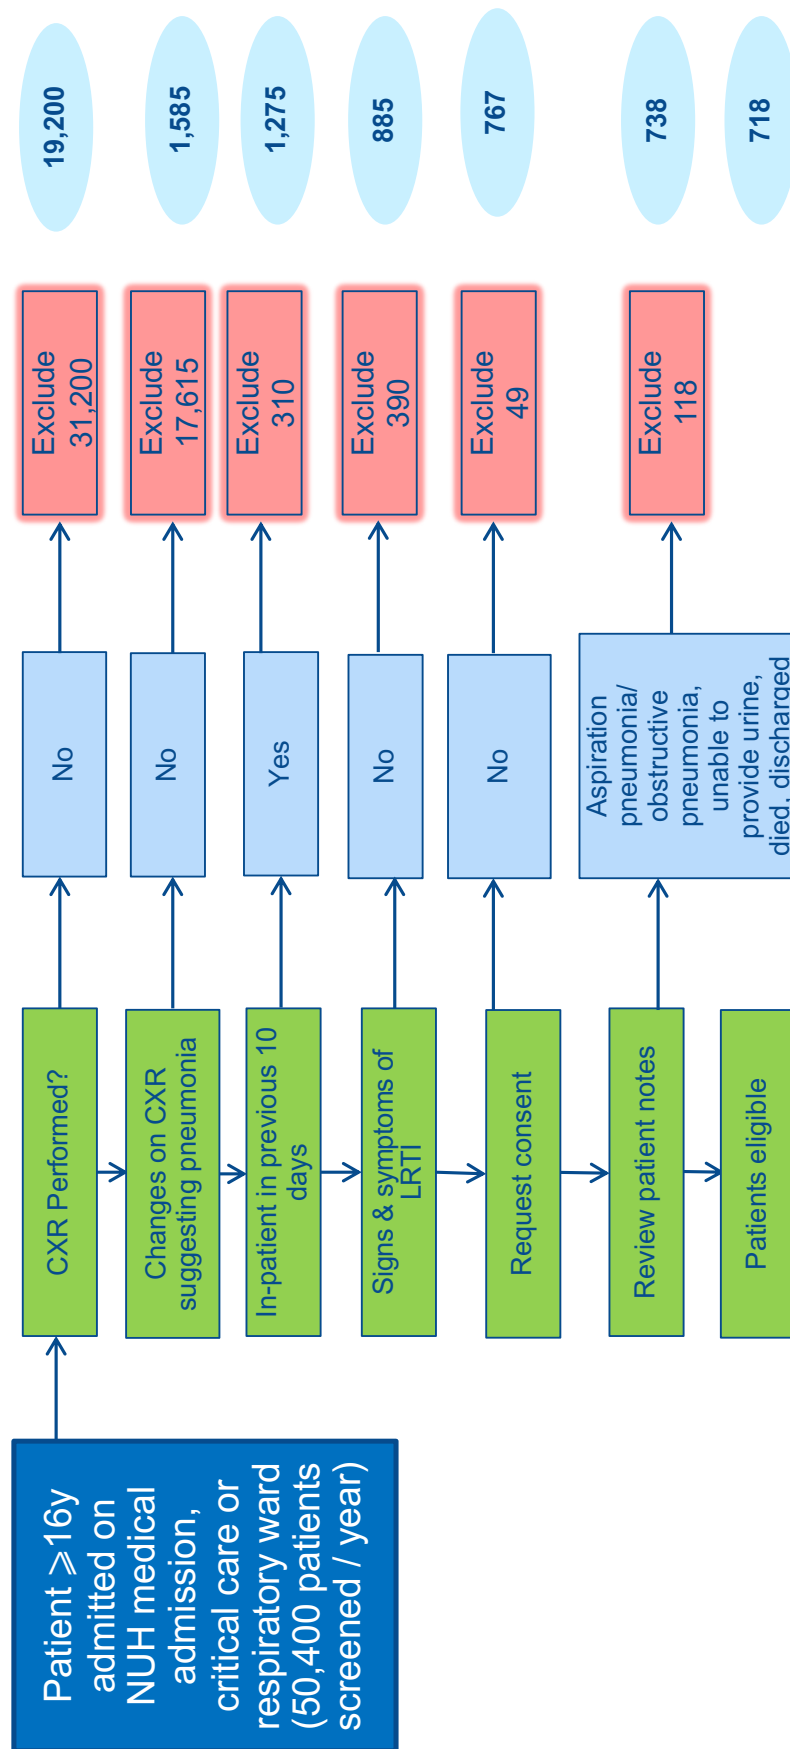 Patient ⩾16y
admitted on
NUH medical
admission,
critical care or
respiratory ward
(50,400 patients
screened / year)
CXR Performed?
No
Exclude
31,200
19,200
Changes on CXR
suggesting pneumonia
No
Exclude
17,615
1,585
In-patient in previous 10
days
Yes
Exclude
310
1,275
Signs & symptoms of
LRTI
No
Exclude
390
885
Request consent
No
Exclude
49
767
Review patient notes
Aspiration
pneumonia/
obstructive
pneumonia,
unable to
provide urine,
died, discharged
Exclude
118
738
Patients eligible
718